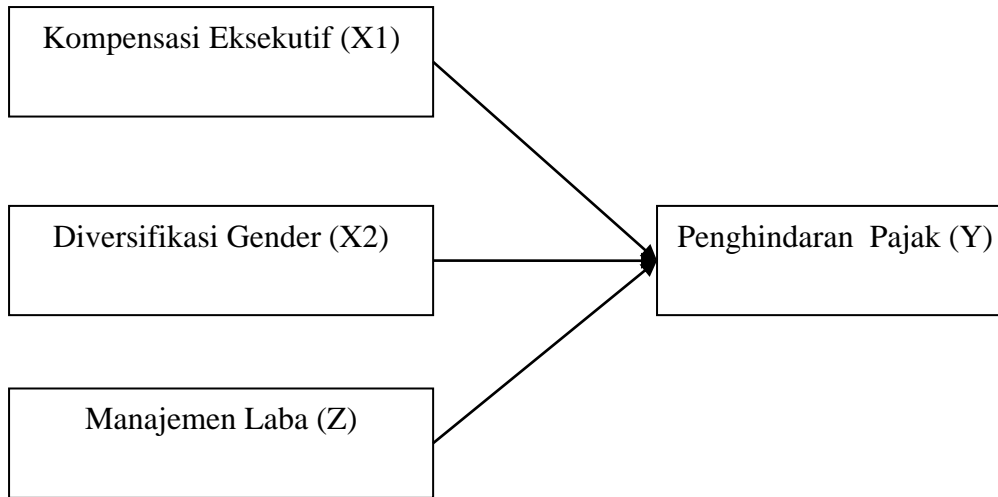 Kompensasi Eksekutif (X1)
Diversifikasi Gender (X2)
Penghindaran Pajak (Y)
Manajemen Laba (Z)